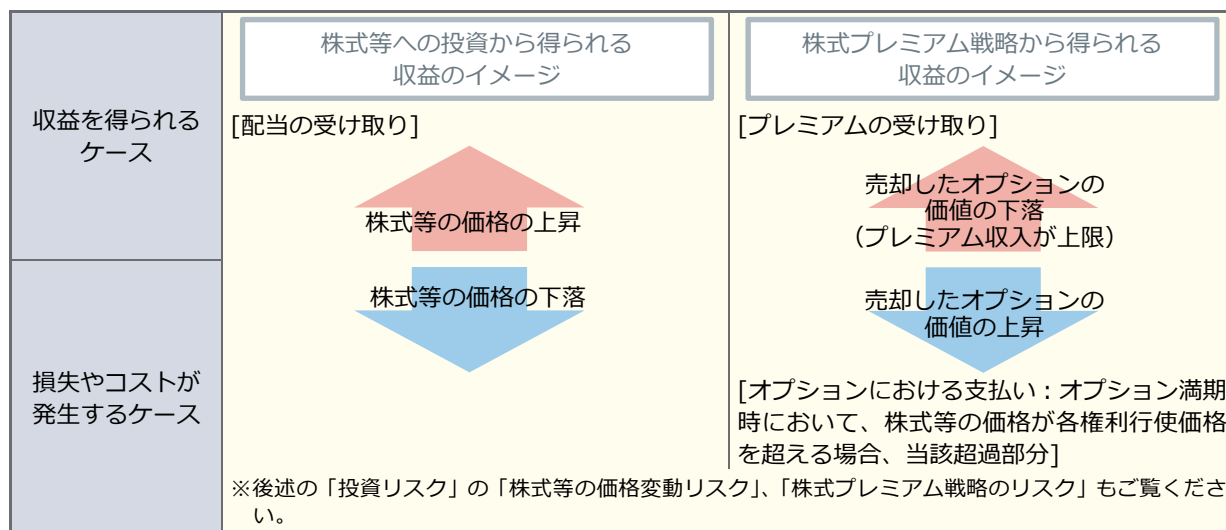 株式等への投資から得られる
収益のイメージ
株式プレミアム戦略から得られる
収益のイメージ
収益を得られる
ケース
[配当の受け取り]
株式等の価格の上昇
[プレミアムの受け取り]
売却したオプションの
価値の下落
（プレミアム収入が上限）
損失やコストが
発生するケース
株式等の価格の下落
売却したオプションの
価値の上昇
[オプションにおける支払い：オプション満期
時において、株式等の価格が各権利行使価格
を超える場合、当該超過部分]
※後述の「投資リスク」の「株式等の価格変動リスク」、「株式プレミアム戦略のリスク」もご覧くださ
い。